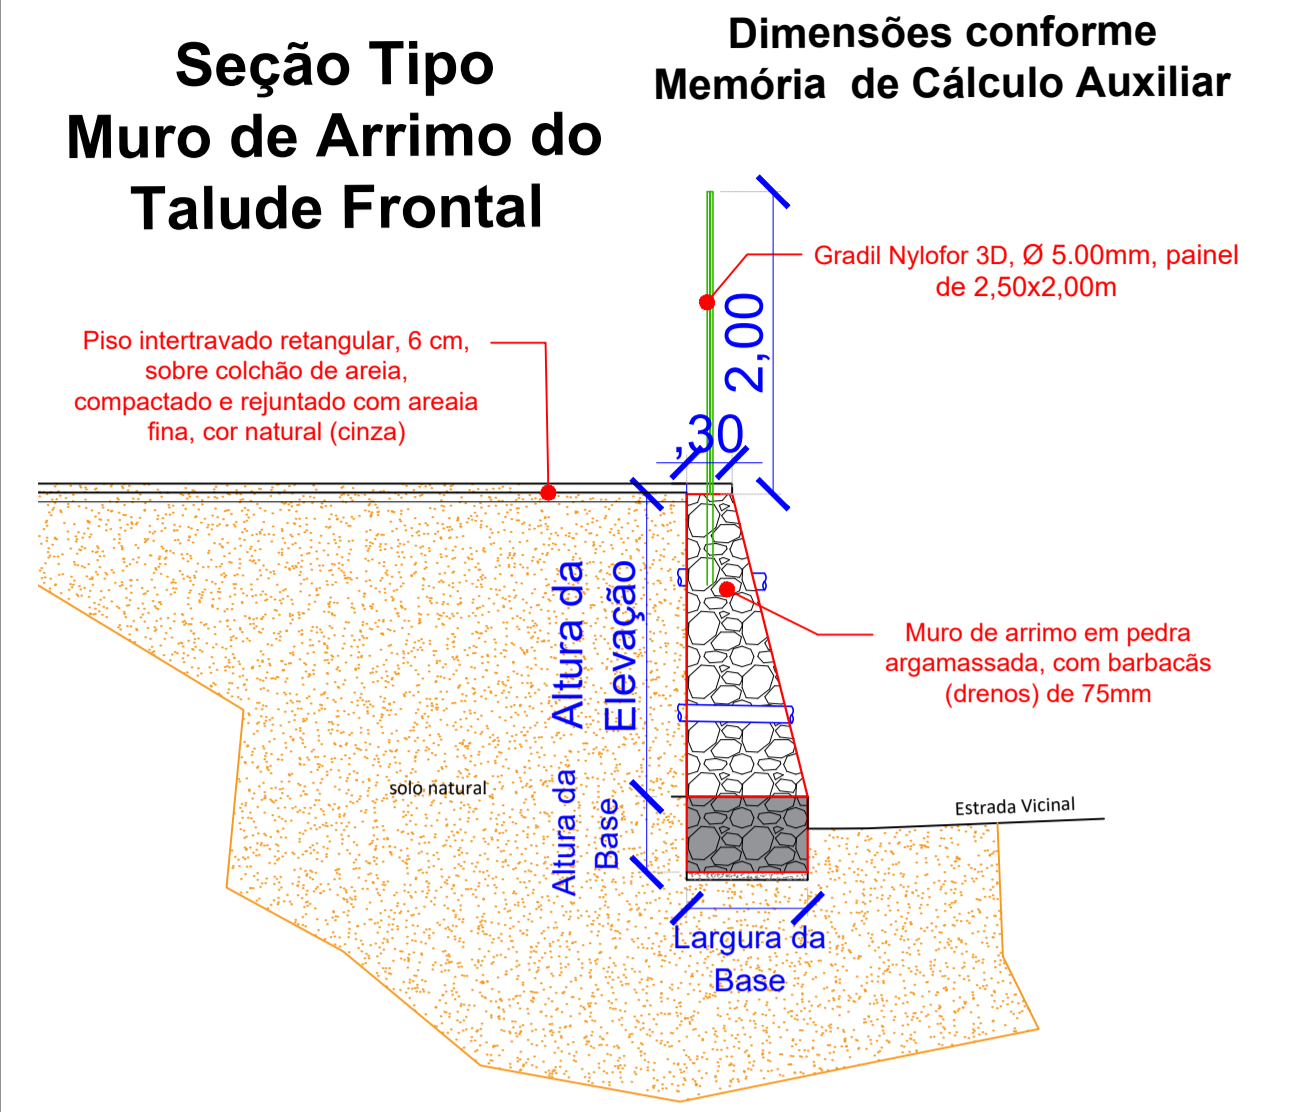 Seção Tipo
Muro de Arrimo do
Talude Frontal
Dimensões conforme
Memória de Cálculo Auxiliar
Gradil Nylofor 3D, Ø 5.00mm, painel
de 2,50x2,00m
2,00
,30
Piso intertravado retangular, 6 cm,
sobre colchão de areia,
compactado e rejuntado com areaia
fina, cor natural (cinza)
Altura da
Elevação
Muro de arrimo em pedra
argamassada, com barbacãs
(drenos) de 75mm
solo natural
Altura da
Base
Estrada Vicinal
Largura da
Base